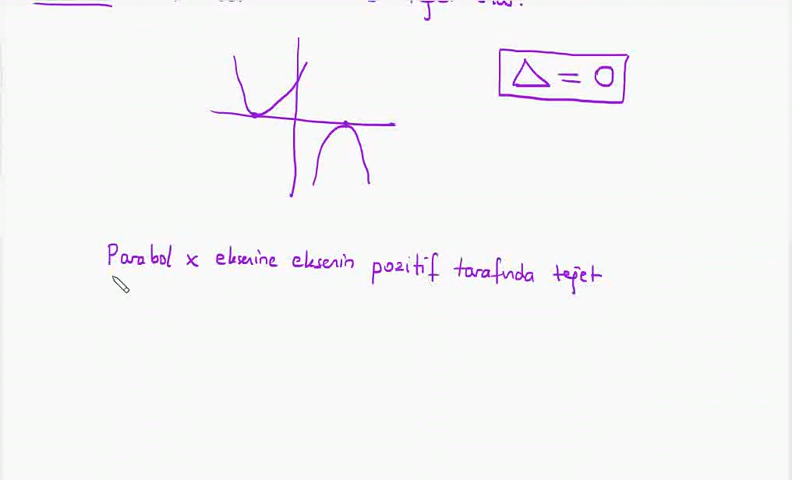 Δ = 0
Parabol x eksenine eksenin pozitif tarafında teğet